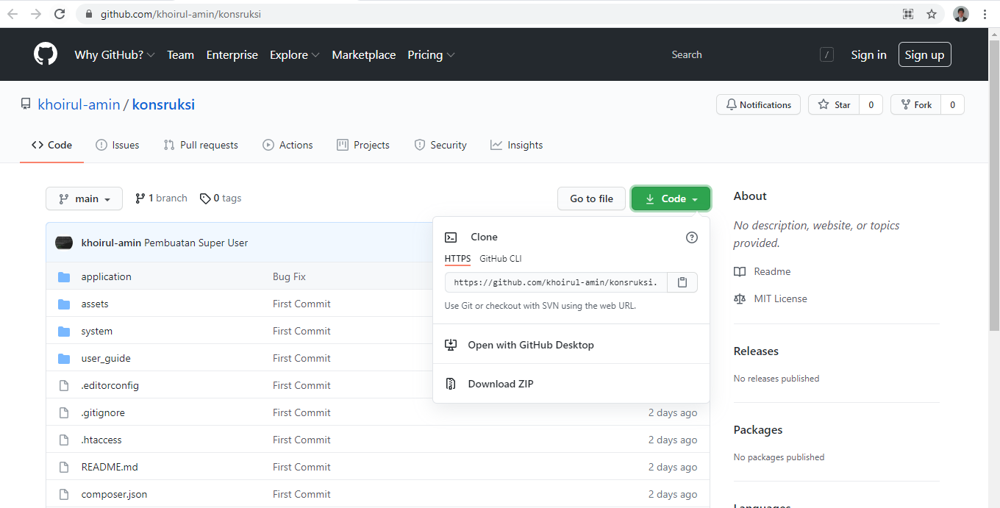 github.com/khoirul-amin/konsruksi
Why GitHub? Team Enterprise Explore Marketplace Pricing Search / Sign in Sign up
khoirul-amin / konsruksi Notifications Star 0 Fork 0
Code Issues Pull requests Actions Projects Security Insights
main 1 branch 0 tags Go to file Code
khoirul-amin Pembuatan Super User
application Bug Fix
assets First Commit
system First Commit
user_guide First Commit
.editorconfig First Commit
.gitignore First Commit 2 days ago
.htaccess First Commit 2 days ago
README.md First Commit 2 days ago
composer.json First Commit 2 days ago
Clone
HTTPS GitHub CLI
https://github.com/khoirul-amin/konsruksi.
Use Git or checkout with SVN using the web URL.
Open with GitHub Desktop
Download ZIP
About
No description, website, or topics
provided.
Readme
MIT License
Releases
No releases published
Packages
No packages published
Languages